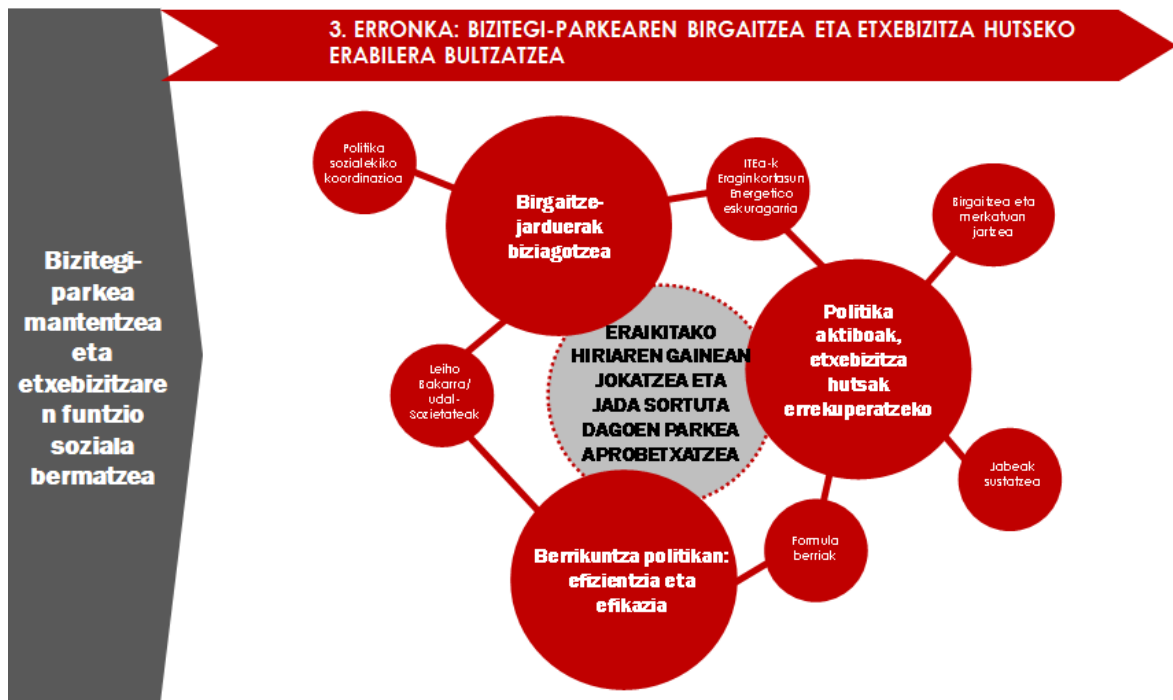 3. ERRONKA: BIZITEGI-PARKEAREN BIRGAITZEA ETA ETXEBIZITZA HUTSEKO
ERABILERA BULTZATZEA
Bizitegi-
parkea
mantentzea
eta
etxebizitzare
n funtzio
soziala
bermatzea
Politika
sozialekiko
koordinazioa
Birgaitze-
jarduerak
biziagotzea
ITEa-k
Eraginkortasun
Energetico
eskuragarria
Birgaitzea eta
merkatuan
jartzea
Politika
aktiboak,
etxebizitza
hutsak
errekuperatzeko
ERAIKITAKO
HIRIAREN GAINEAN
JOKATZEA ETA
JADA SORTUTA
DAGOEN PARKEA
APROBETXATZEA
Leiho
Bakarra/
udal-
Sozietateak
Jabeak
sustatzea
Formula
berriak
Berrikuntza politikan:
efizientzia eta
efikazia